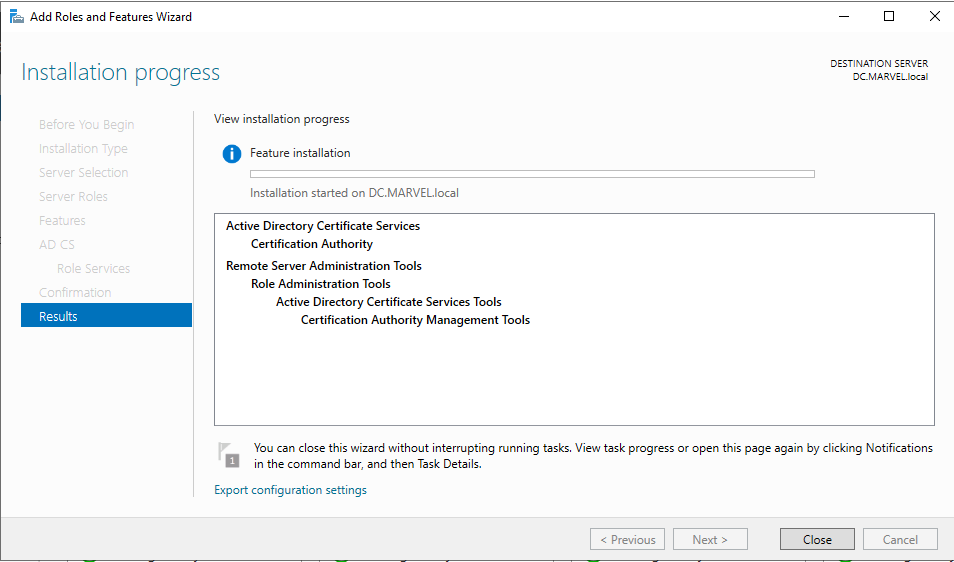 Add Roles and Features Wizard
Installation progress
DESTINATION SERVER
DC.MARVEL.local
Before You Begin
Installation Type
Server Selection
Server Roles
Features
AD CS
Role Services
Confirmation
Results
View installation progress
Feature installation
Installation started on DC.MARVEL.local
Active Directory Certificate Services
Certification Authority
Remote Server Administration Tools
Role Administration Tools
Active Directory Certificate Services Tools
Certification Authority Management Tools
1
You can close this wizard without interrupting running tasks. View task progress or open this page again by clicking Notifications
in the command bar, and then Task Details.
Export configuration settings
< Previous
Next >
Close
Cancel